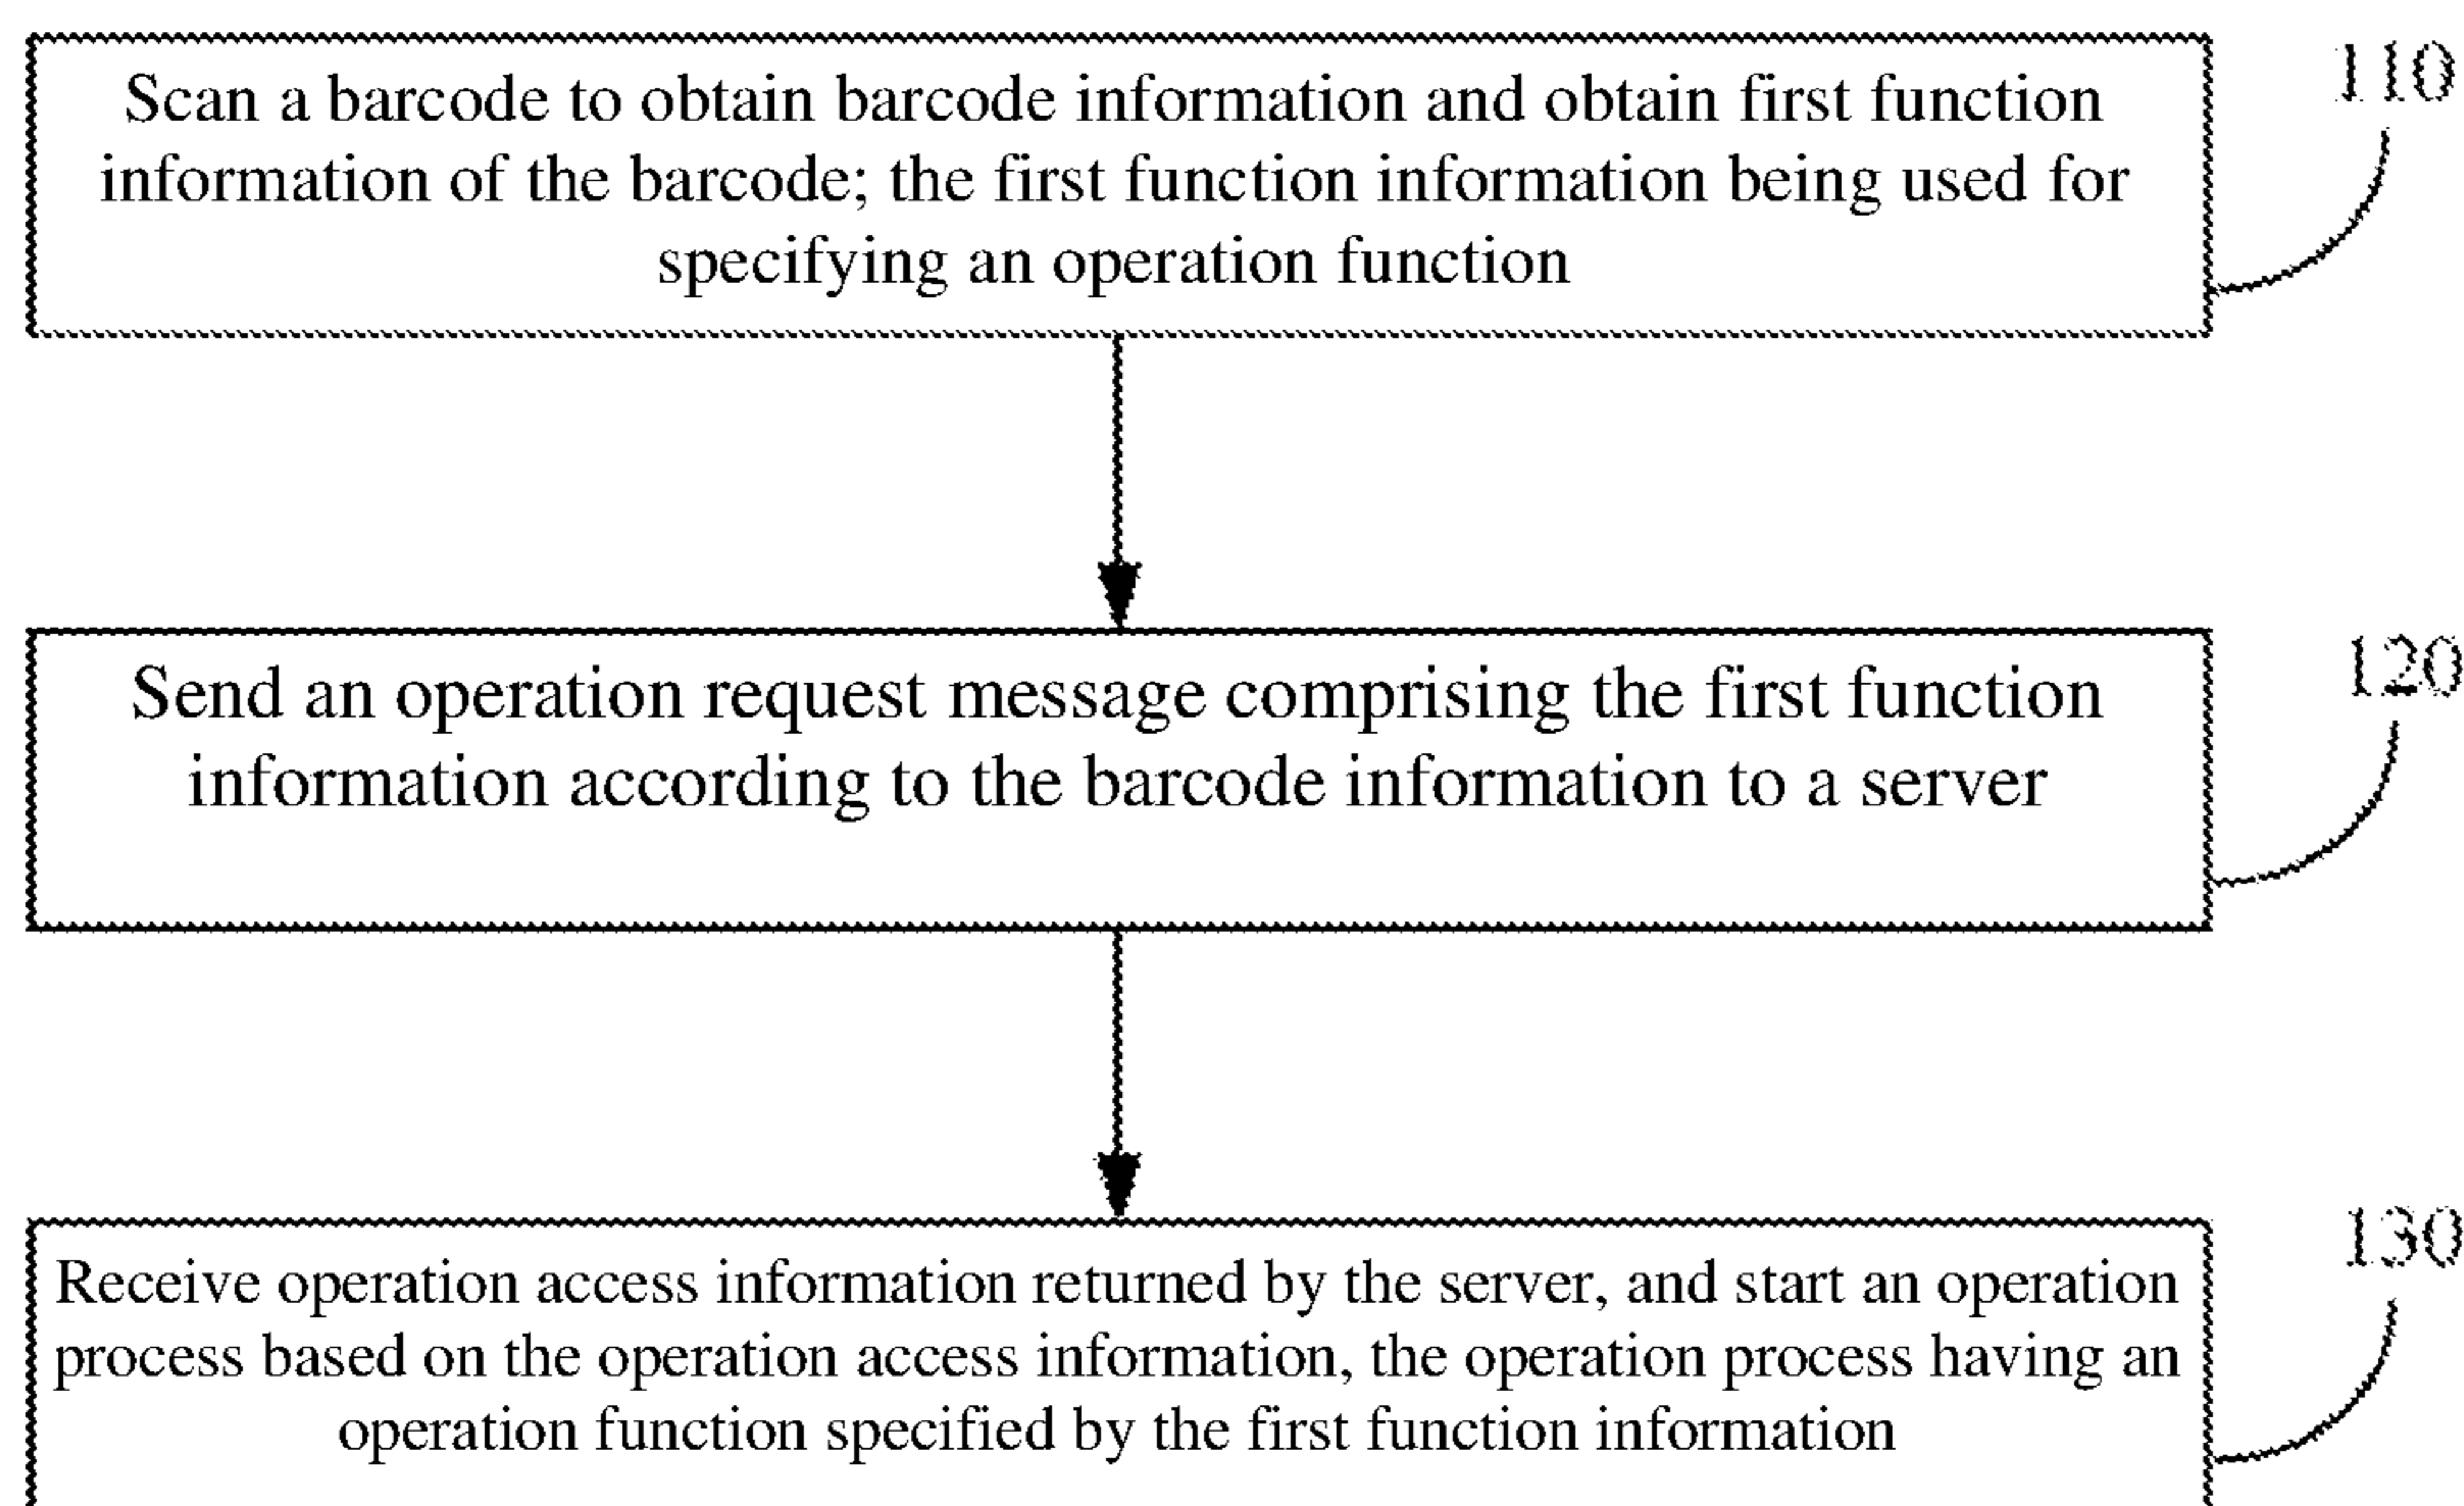 Scan a barcode to obtain barcode information and obtain first function
information of the barcode; the first function information being used for
specifying an operation function
110
Send an operation request message comprising the first function
information according to the barcode information to a server
120
Receive operation access information returned by the server, and start an operation
process based on the operation access information, the operation process having an
operation function specified by the first function information
130